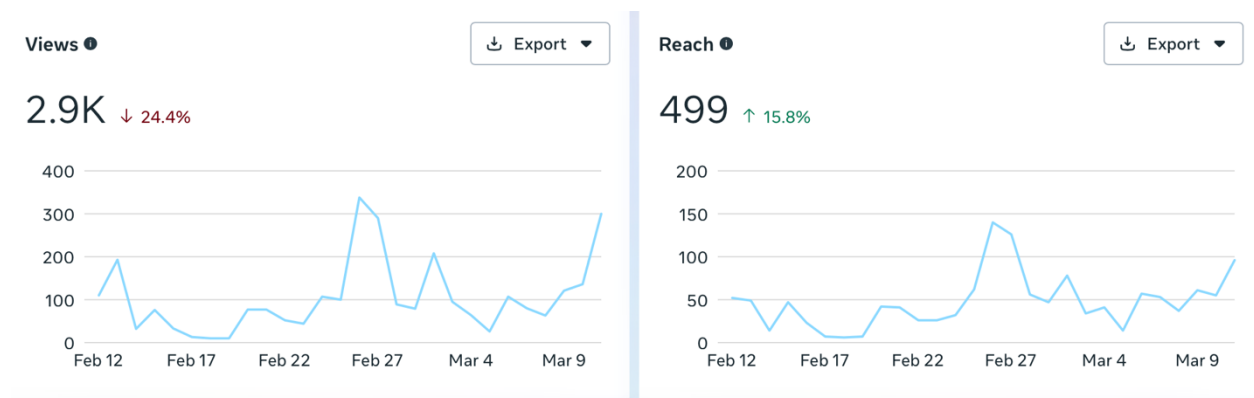 Views
Export
2.9K
↓ 24.4%
400
300
200
100
0
Feb 12 Feb 17 Feb 22 Feb 27 Mar 4 Mar 9
Reach
Export
499
↑ 15.8%
200
150
100
50
0
Feb 12 Feb 17 Feb 22 Feb 27 Mar 4 Mar 9